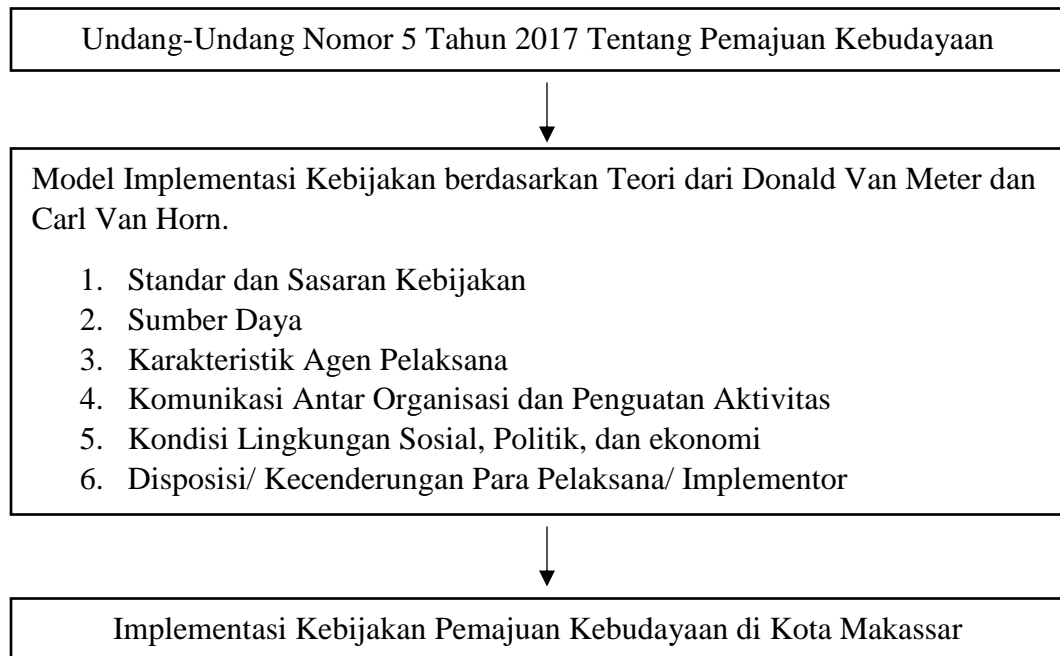 Undang-Undang Nomor 5 Tahun 2017 Tentang Pemajuan Kebudayaan
Model Implementasi Kebijakan berdasarkan Teori dari Donald Van Meter dan
Carl Van Horn.
1. Standar dan Sasaran Kebijakan
2. Sumber Daya
3. Karakteristik Agen Pelaksana
4. Komunikasi Antar Organisasi dan Penguatan Aktivitas
5. Kondisi Lingkungan Sosial, Politik, dan ekonomi
6. Disposisi/ Kecenderungan Para Pelaksana/ Implementor
Implementasi Kebijakan Pemajuan Kebudayaan di Kota Makassar